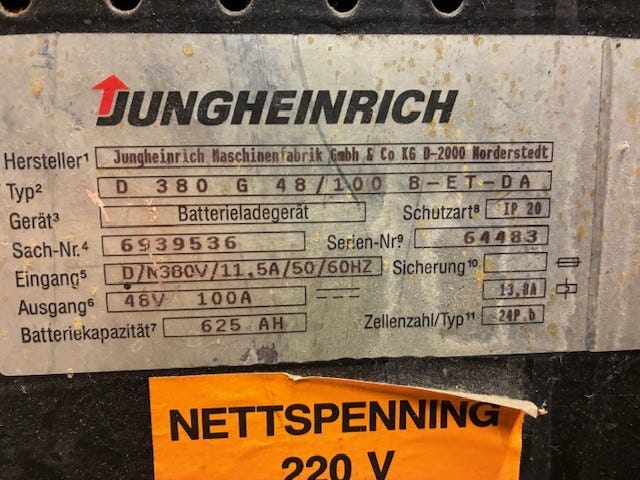 JUNGHEINRICH
Hersteller¹ Jungheinrich Maschinenfabrik Gmbh & Co KG D-2000 Norderstedt
Typ² D 380 G 48/100 B-ET-DA
Gerät³ Batterieladegerät Schutzart⁸ IP 20
Sach-Nr.⁴ 6939536 Serien-Nr⁹ 64483
Eingang⁵ D/N380V/11,5A/50/60HZ Sicherung¹⁰
Ausgang⁶ 48V 100A 13,8A
Batteriekapazität⁷ 625 AH Zellenzahl/Typ¹¹ 24P.b
NETTSPENNING
220 V